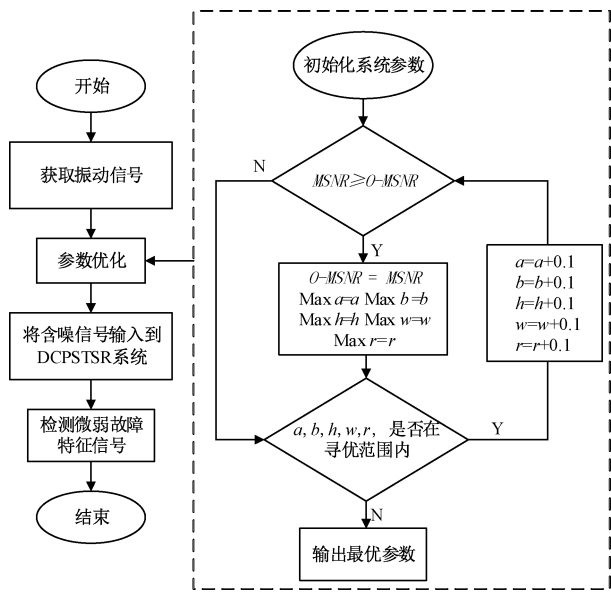 开始
获取振动信号
参数优化
将含噪信号输入到
DCPSTSR系统
检测微弱故障
特征信号
结束
初始化系统参数
MSNR≥O-MSNR
N
Y
O-MSNR = MSNR
Max a=a Max b=b
Max h=h Max w=w
Max r=r
a=a+0.1
b=b+0.1
h=h+0.1
w=w+0.1
r=r+0.1
a, b, h, w, r, 是否在
寻优范围内
Y
N
输出最优参数